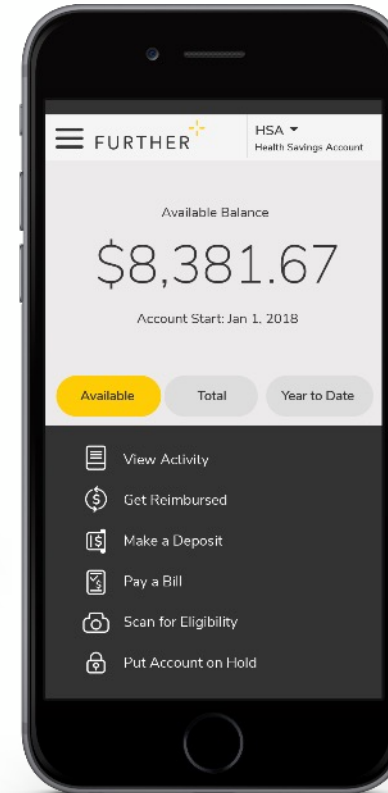 FURTHER
HSA
Health Savings Account
Available Balance
$8,381.67
Account Start: Jan 1, 2018
Available Total Year to Date
View Activity
Get Reimbursed
Make a Deposit
Pay a Bill
Scan for Eligibility
Put Account on Hold